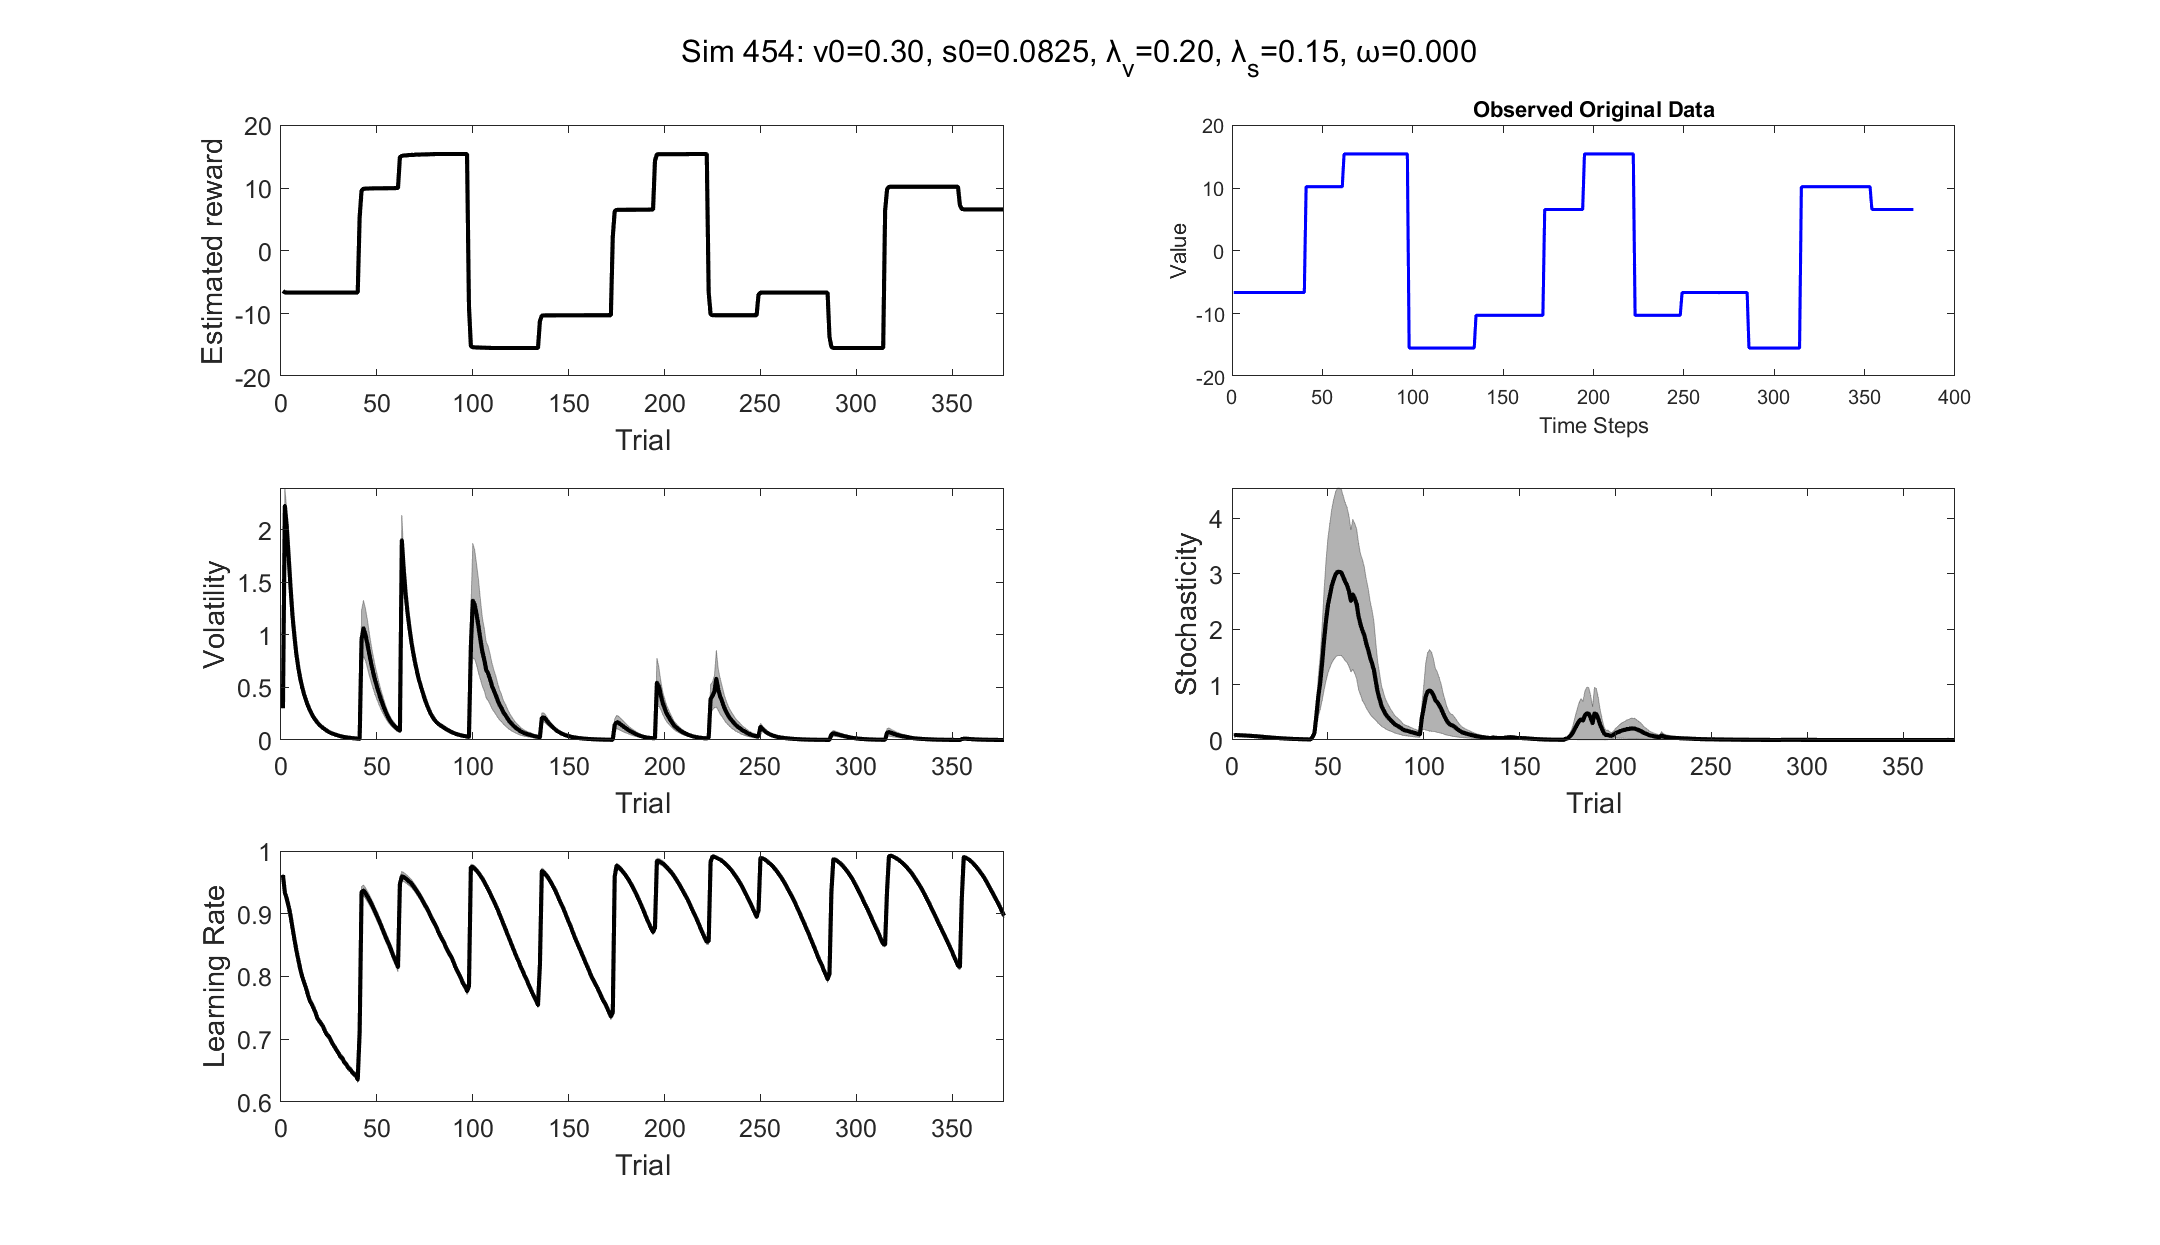 Sim 454: v0=0.30, s0=0.0825, λv=0.20, λs=0.15, ω=0.000
Estimated reward
20
10
0
-10
-20
0 50 100 150 200 250 300 350
Trial
Observed Original Data
Value
20
10
0
-10
-20
0 50 100 150 200 250 300 350 400
Time Steps
Volatility
2
1.5
1
0.5
0
0 50 100 150 200 250 300 350
Trial
Stochasticity
4
3
2
1
0
0 50 100 150 200 250 300 350
Trial
Learning Rate
1
0.9
0.8
0.7
0.6
0 50 100 150 200 250 300 350
Trial